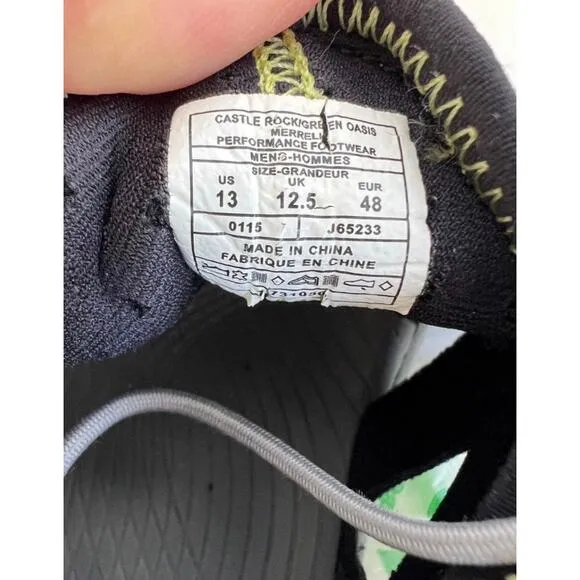 CASTLE ROCK/GREEN OASIS
MERRELL
PERFORMANCE FOOTWEAR
MENS-HOMMES
SIZE-GRANDEUR
US UK EUR
13 12.5 48
0115 7 J65233
MADE IN CHINA
FABRIQUE EN CHINE